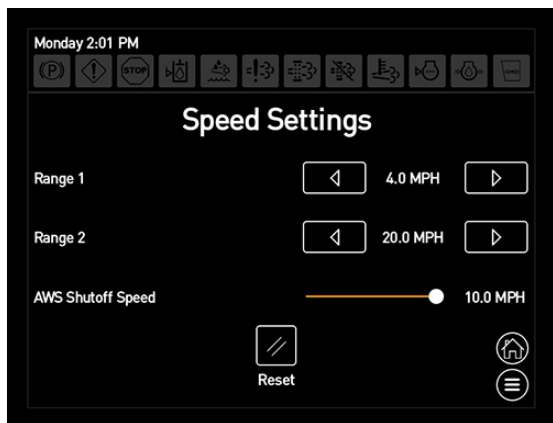 Monday 2:01 PM
(P) STOP
Speed Settings
Range 1 4.0 MPH
Range 2 20.0 MPH
AWS Shutoff Speed 10.0 MPH
Reset